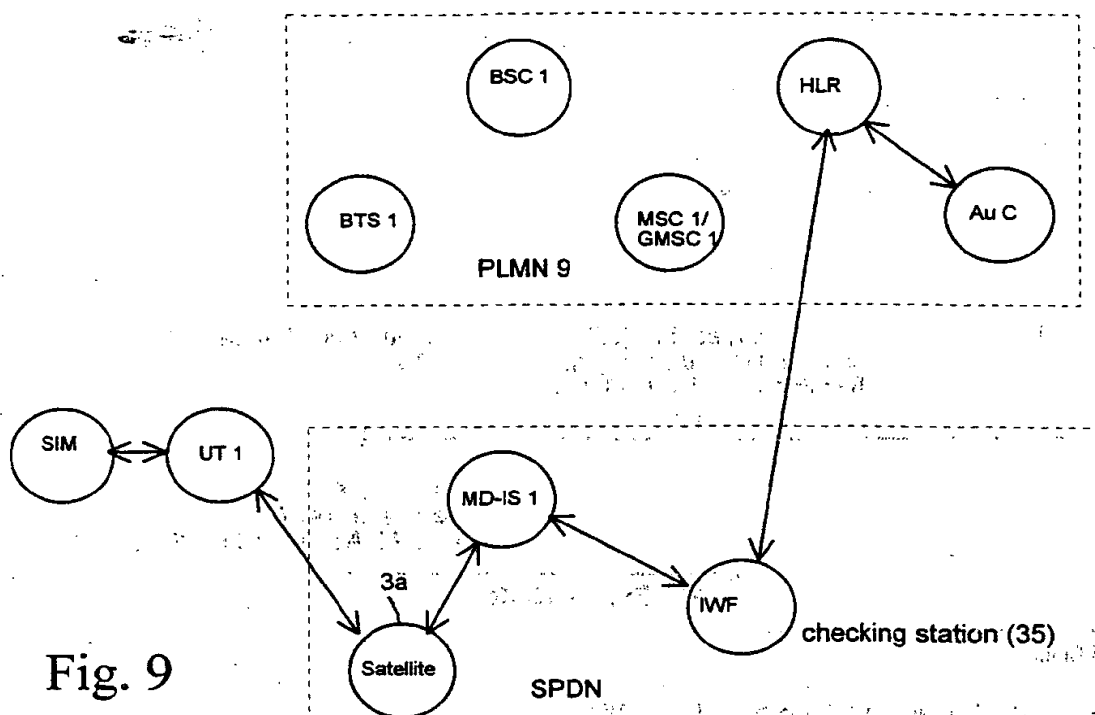 BSC 1
HLR
BTS 1
MSC 1/
GMSC 1
Au C
PLMN 9
SIM
UT 1
MD-IS 1
3a
IWF
checking station (35)
Satellite
SPDN
Fig. 9